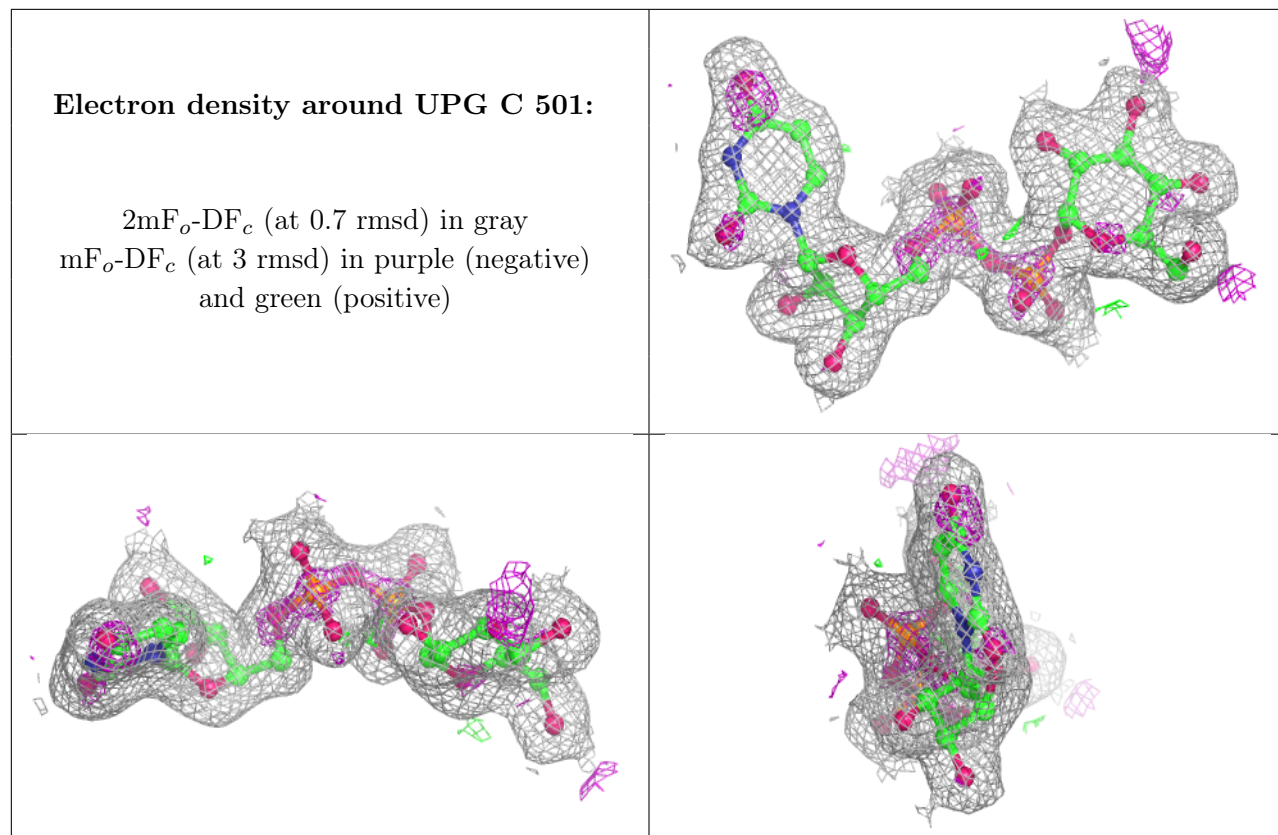 Electron density around UPG C 501:
2mFo-DFc (at 0.7 rmsd) in gray
mFo-DFc (at 3 rmsd) in purple (negative)
and green (positive)